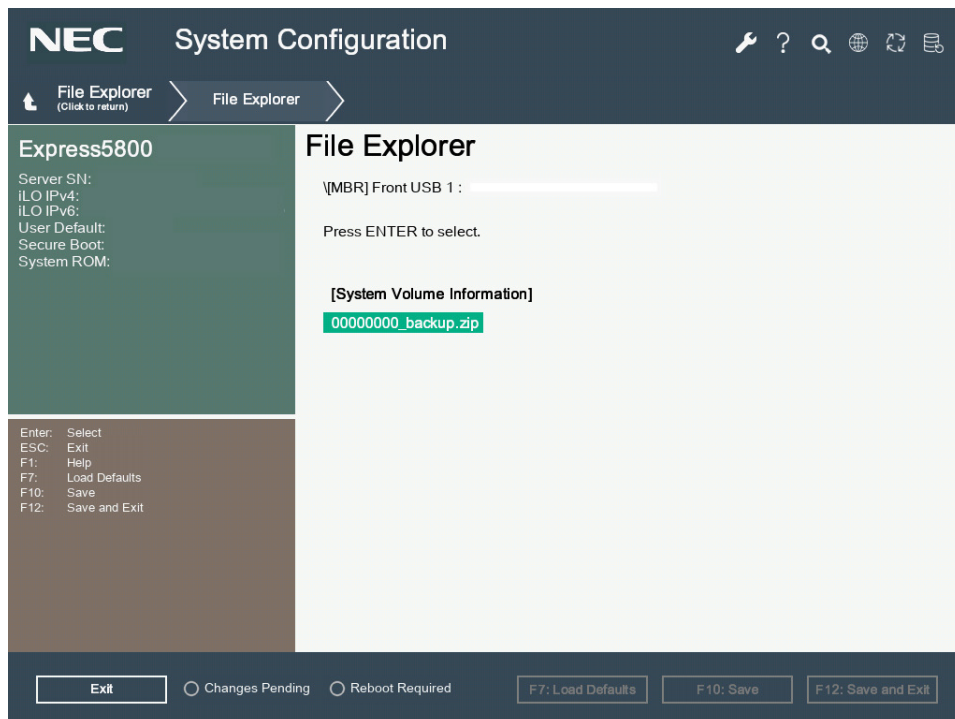 NEC System Configuration
File Explorer
(Click to return)
File Explorer
Express5800
Server SN:
iLO IPv4:
iLO IPv6:
User Default:
Secure Boot:
System ROM:
File Explorer
\[MBR] Front USB 1 :
Press ENTER to select.
[System Volume Information]
00000000_backup.zip
Enter: Select
ESC: Exit
F1: Help
F7: Load Defaults
F10: Save
F12: Save and Exit
Exit
Changes Pending
Reboot Required
F7: Load Defaults
F10: Save
F12: Save and Exit